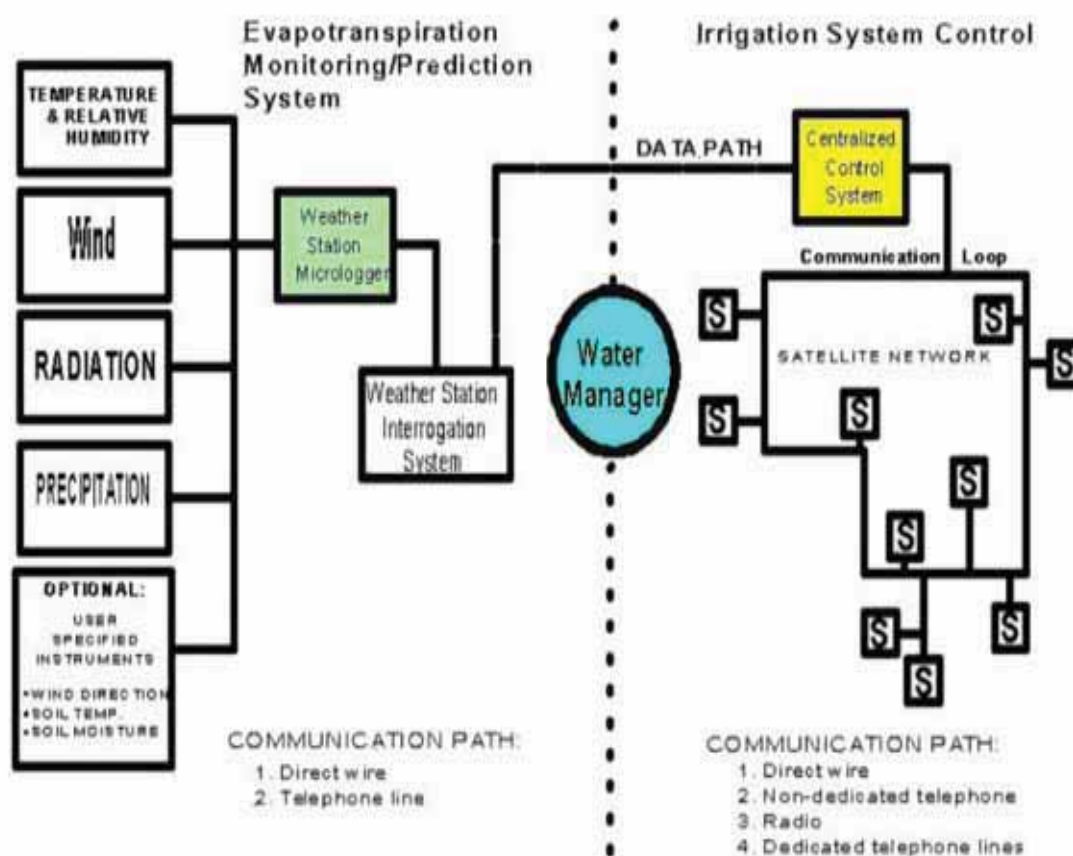 Evapotranspiration
Monitoring/Prediction
System
Irrigation System Control
TEMPERATURE
& RELATIVE
HUMIDITY
Wind
RADIATION
PRECIPITATION
OPTIONAL:
USER
SPECIFIED
INSTRUMENTS
•WIND DIRECTION
•SOIL TEMP.
•SOIL MOISTURE
Weather
Station
Micrologger
Weather Station
Interrogation
System
COMMUNICATION PATH:
1. Direct wire
2. Telephone line
Water
Manager
DATA PATH
Centralized
Control
System
Communication Loop
SATELLITE NETWORK
S
S
S
S
S
S
S
S
S
S
COMMUNICATION PATH:
1. Direct wire
2. Non-dedicated telephone
3. Radio
4. Dedicated telephone lines